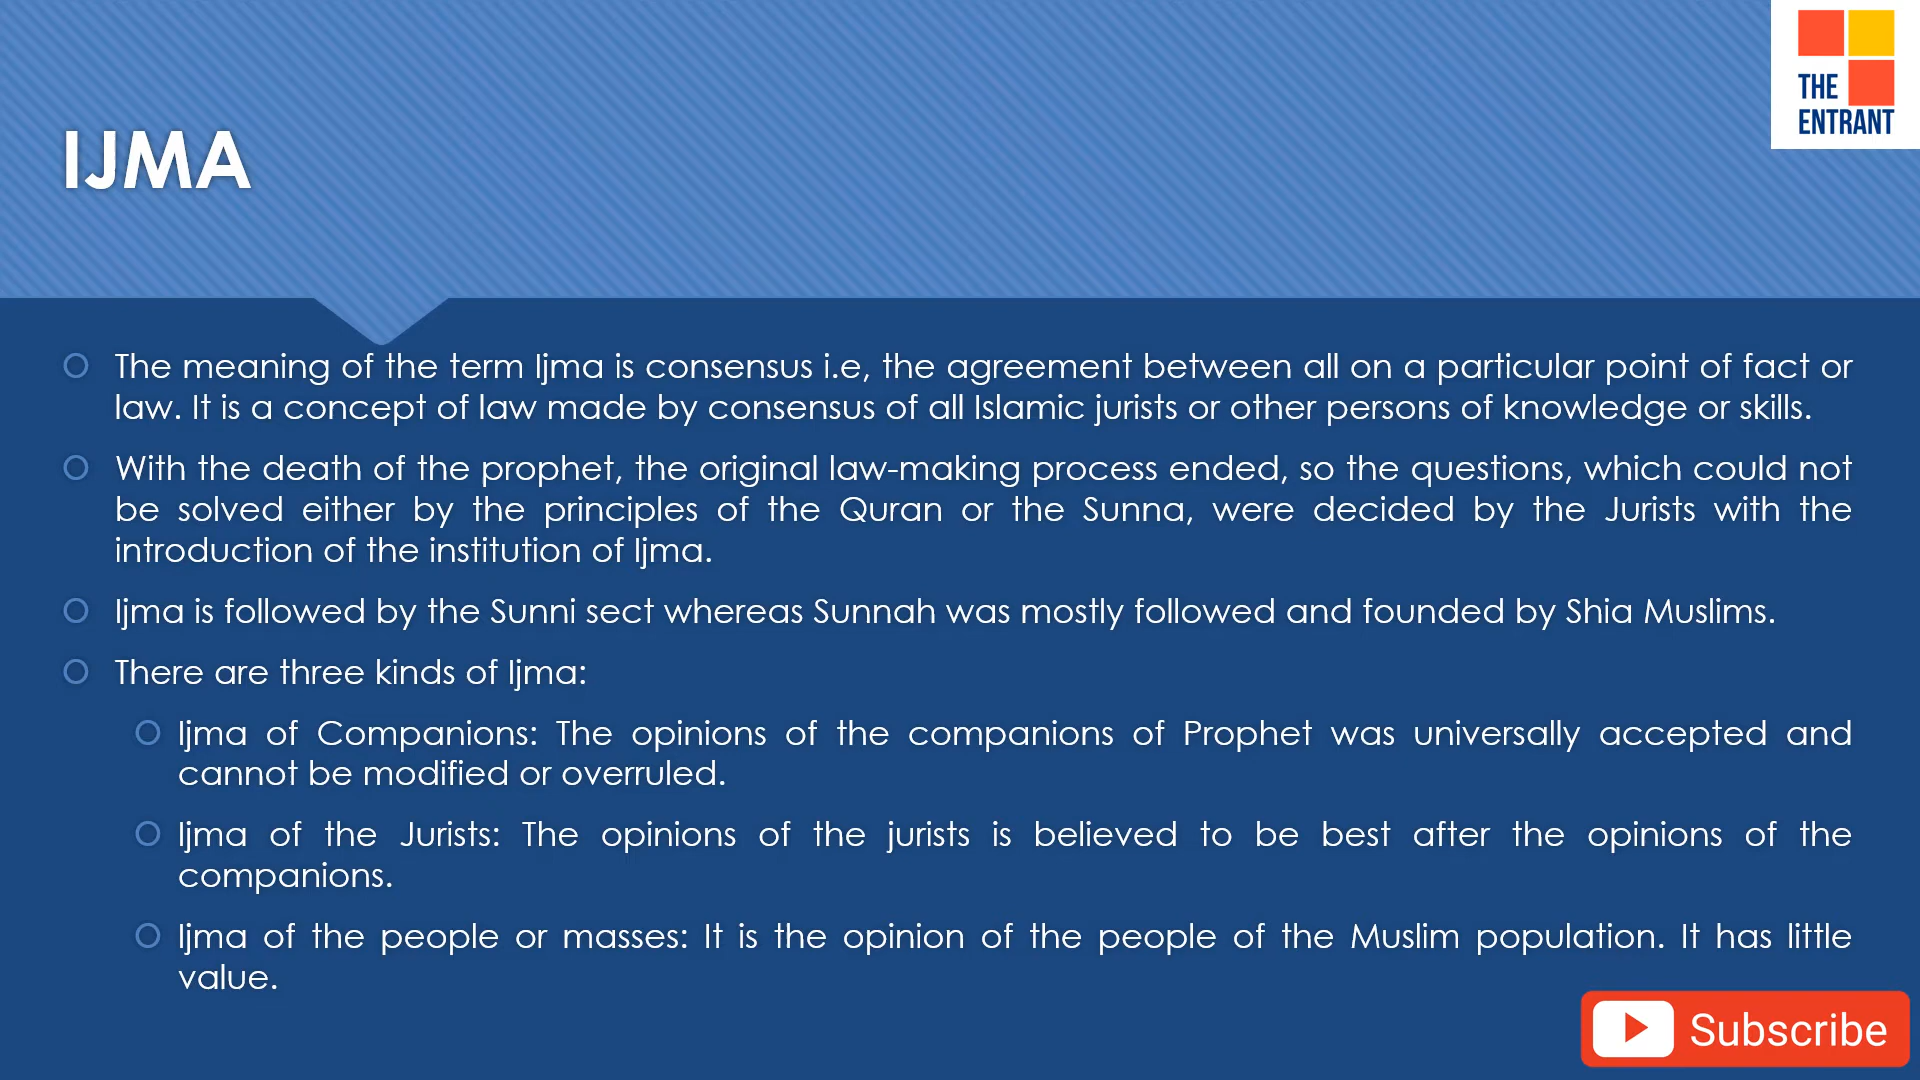 THE
ENTRANT
IJMA
The meaning of the term Ijma is consensus i.e, the agreement between all on a particular point of fact or
law. It is a concept of law made by consensus of all Islamic jurists or other persons of knowledge or skills.
With the death of the prophet, the original law-making process ended, so the questions, which could not
be solved either by the principles of the Quran or the Sunna, were decided by the Jurists with the
introduction of the institution of Ijma.
Ijma is followed by the Sunni sect whereas Sunnah was mostly followed and founded by Shia Muslims.
There are three kinds of Ijma:
Ijma of Companions: The opinions of the companions of Prophet was universally accepted and
cannot be modified or overruled.
Ijma of the Jurists: The opinions of the jurists is believed to be best after the opinions of the
companions.
Ijma of the people or masses: It is the opinion of the people of the Muslim population. It has little
value.
Subscribe